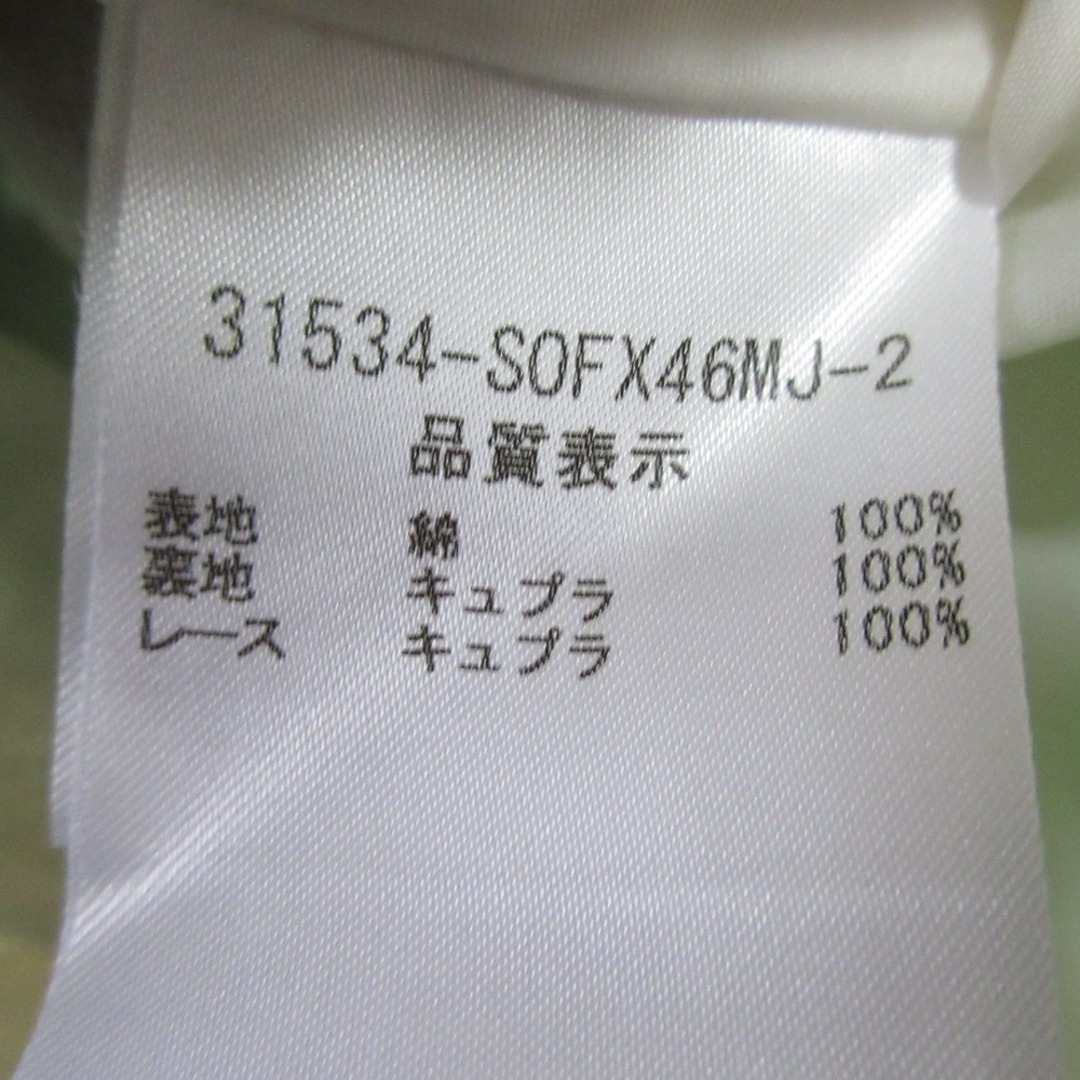 31534-SOFX46MJ-2
品質表示
表地 綿 100%
裏地 キュプラ 100%
レース キュプラ 100%